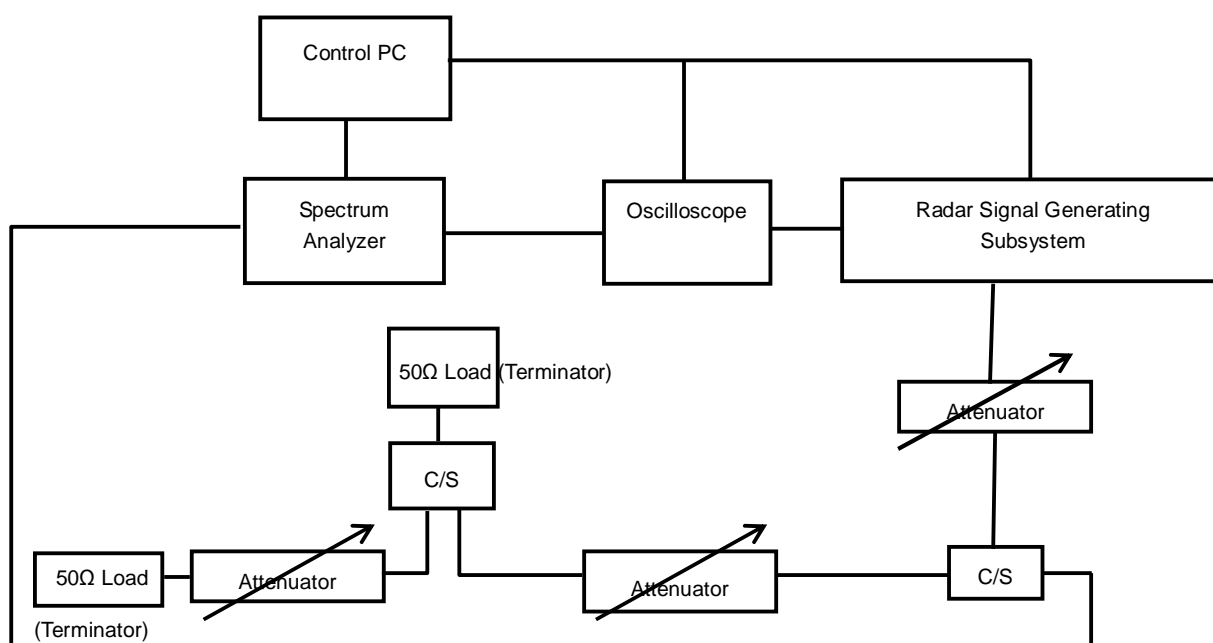 Control PC
Spectrum
Analyzer
Oscilloscope
Radar Signal Generating
Subsystem
50Ω Load (Terminator)
Attenuator
C/S
50Ω Load
(Terminator)
Attenuator
Attenuator
C/S